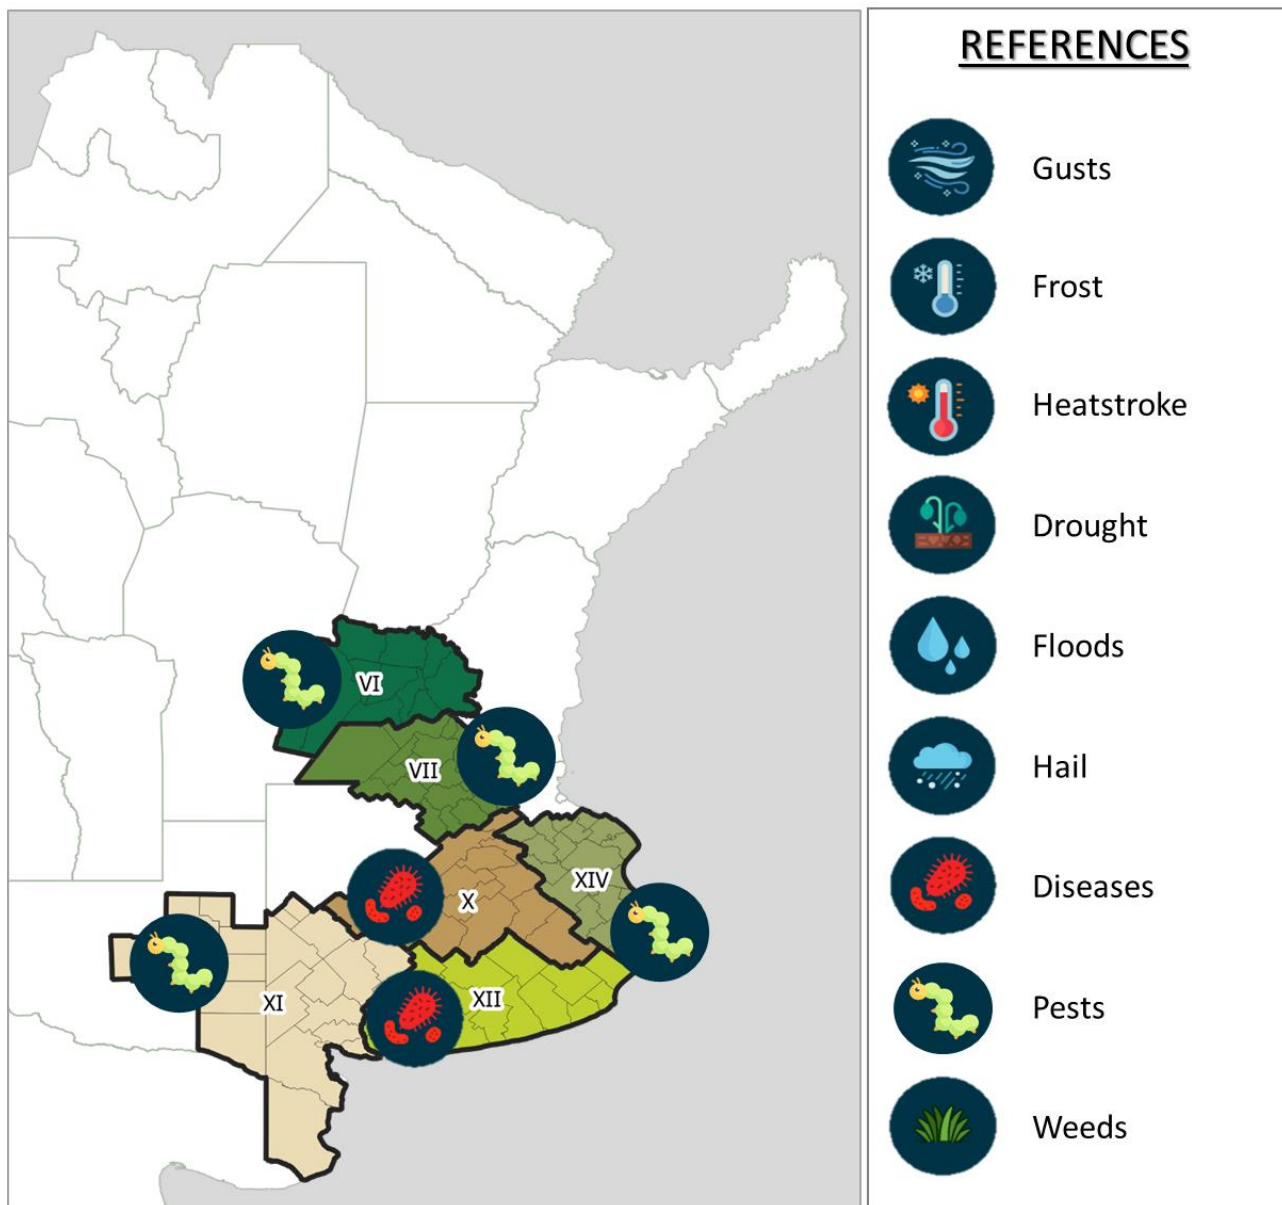 REFERENCES
Gusts
Frost
Heatstroke
Drought
Floods
Hail
Diseases
Pests
Weeds
VI
VII
XIV
X
XI
XII